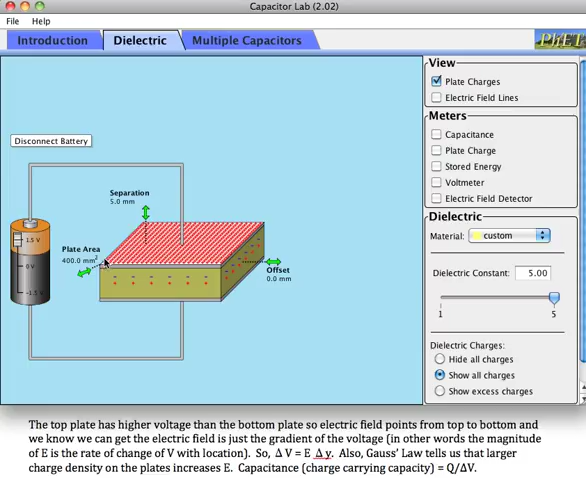 Capacitor Lab (2.02)
File Help
Introduction Dielectric Multiple Capacitors PhET
View
Plate Charges
Electric Field Lines
Meters
Capacitance
Plate Charge
Stored Energy
Voltmeter
Electric Field Detector
Dielectric
Material: custom
Dielectric Constant: 5.00
1 5
Dielectric Charges:
Hide all charges
Show all charges
Show excess charges
Disconnect Battery
Separation
5.0 mm
Plate Area
400.0 mm²
Offset
0.0 mm
1.5 V
0 V
-1.5 V
The top plate has higher voltage than the bottom plate so electric field points from top to bottom and
we know we can get the electric field is just the gradient of the voltage (in other words the magnitude
of E is the rate of change of V with location). So, Δ V = E Δ y. Also, Gauss' Law tells us that larger
charge density on the plates increases E. Capacitance (charge carrying capacity) = Q/ΔV.